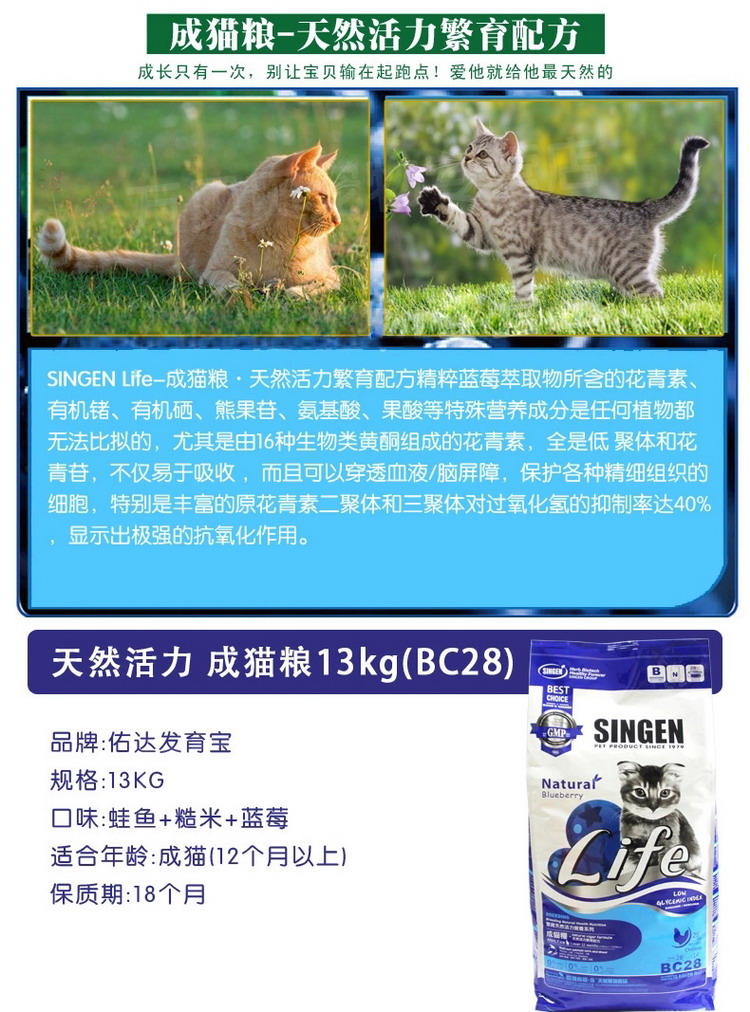 成猫粮-天然活力繁育配方
成长只有一次，别让宝贝输在起跑点！爱他就给他最天然的
SINGEN Life-成猫粮·天然活力繁育配方精粹蓝莓萃取物所含的花青素、
有机锗、有机硒、熊果苷、氨基酸、果酸等特殊营养成分是任何植物都
无法比拟的，尤其是由16种生物类黄酮组成的花青素，全是低 聚体和花
青苷，不仅易于吸收 ，而且可以穿透血液/脑屏障，保护各种精细组织的
细胞，特别是丰富的原花青素二聚体和三聚体对过氧化氢的抑制率达40%
，显示出极强的抗氧化作用。
天然活力 成猫粮13kg(BC28)
品牌:佑达发育宝
规格:13KG
口味:蛙鱼+糙米+蓝莓
适合年龄:成猫(12个月以上)
保质期:18个月
SINGEN
Herb Biotech
Healthy Forever
SINGEN GROUP
B
N
BEST
CHOICE
GMP
SINGEN
PET PRODUCT SINCE 1979
Natural
Blueberry
Life
LOW
GLYCEMIC INDEX
BREEDING
成猫糧
BC28